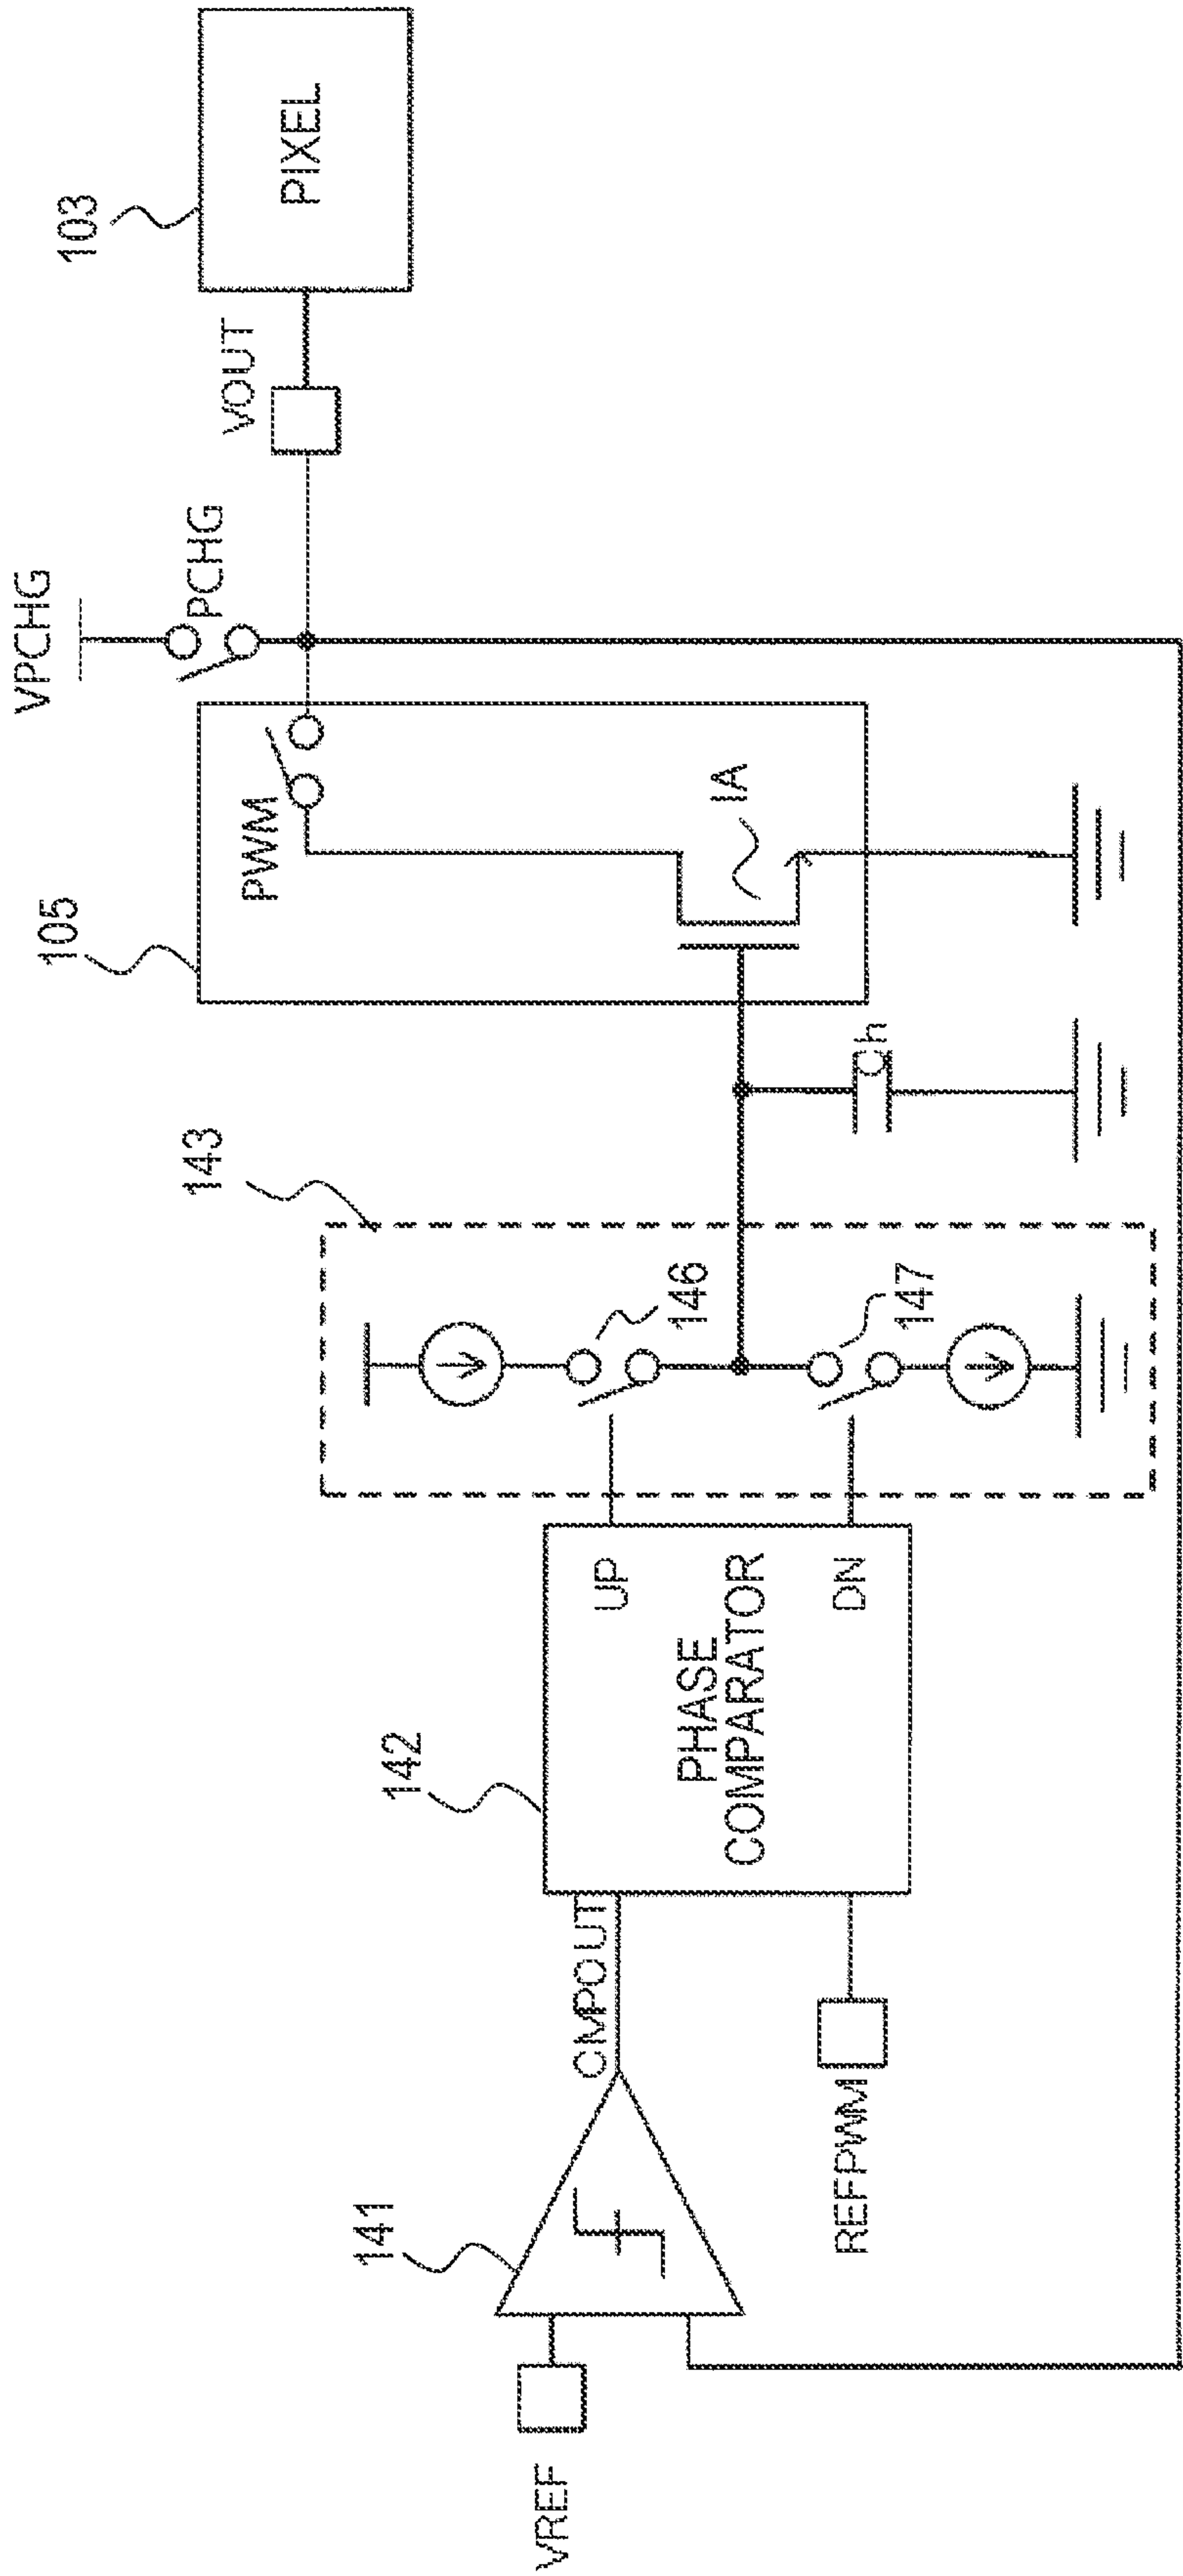 VREF
141
CMPOUT
REFPWM
142
PHASE
COMPARATOR
UP
DN
143
146
147
Ch
105
PWM
IA
VPCHG
PCHG
VOUT
103
PIXEL